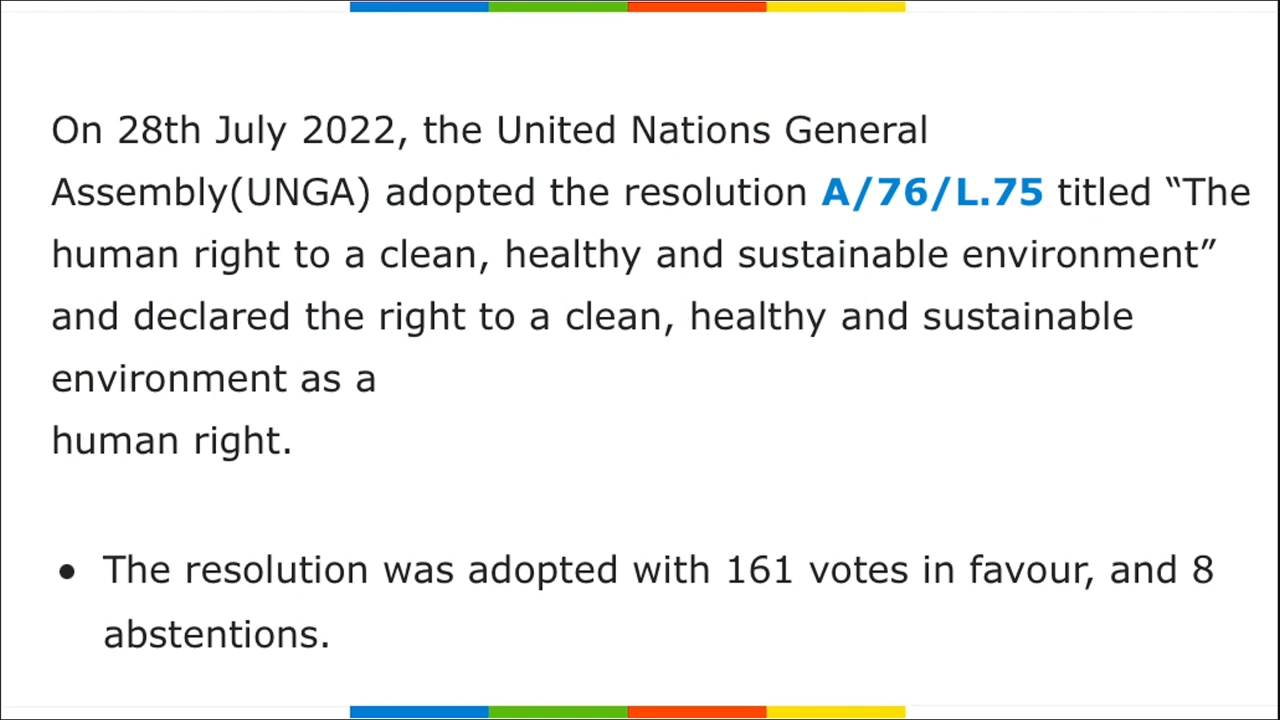 On 28th July 2022, the United Nations General
Assembly(UNGA) adopted the resolution A/76/L.75 titled “The
human right to a clean, healthy and sustainable environment”
and declared the right to a clean, healthy and sustainable
environment as a
human right.
● The resolution was adopted with 161 votes in favour, and 8
abstentions.